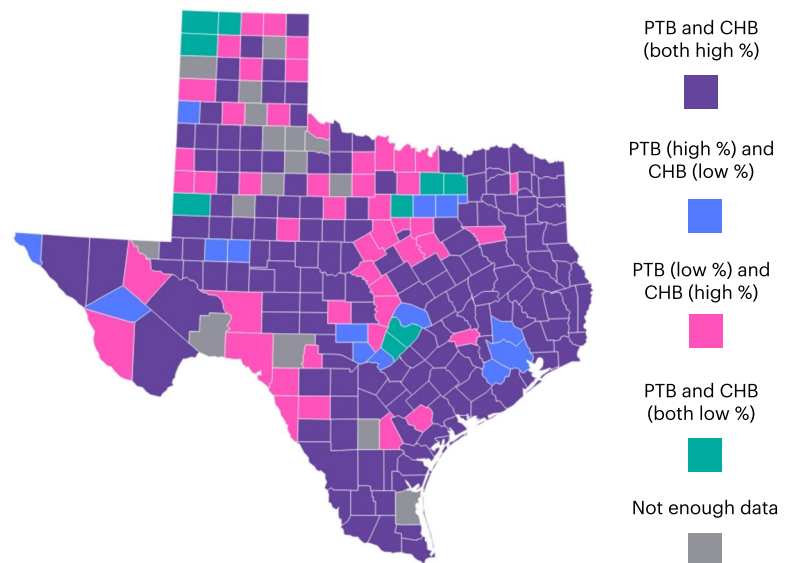 PTB and CHB
(both high %)
PTB (high %) and
CHB (low %)
PTB (low %) and
CHB (high %)
PTB and CHB
(both low %)
Not enough data